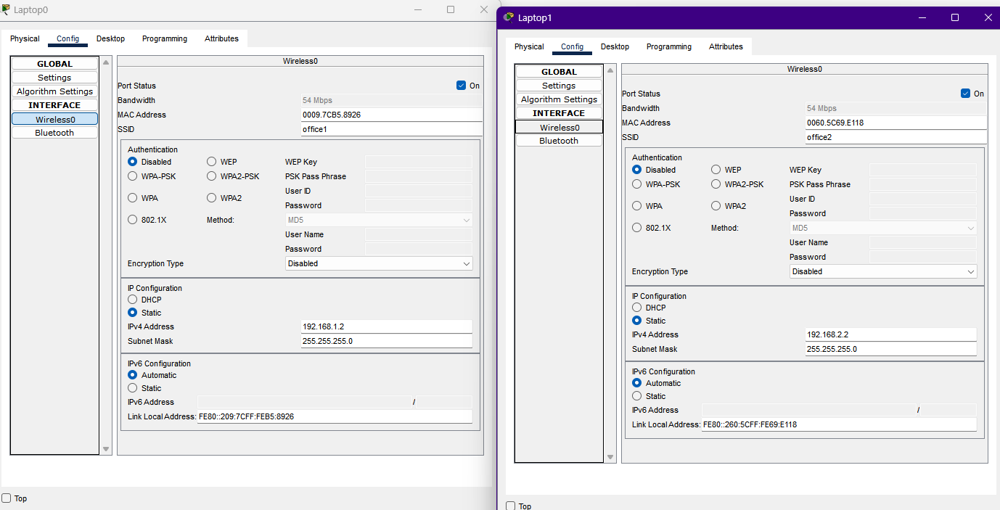 Laptop0
Physical Config Desktop Programming Attributes
GLOBAL
Settings
Algorithm Settings
INTERFACE
Wireless0
Bluetooth
Wireless0
Port Status On
Bandwidth 54 Mbps
MAC Address 0009.7CB5.8926
SSID office1
Authentication
Disabled WEP WEP Key
WPA-PSK WPA2-PSK PSK Pass Phrase
User ID
WPA WPA2
Password
802.1X Method: MD5
User Name
Password
Encryption Type Disabled
IP Configuration
DHCP
Static
IPv4 Address 192.168.1.2
Subnet Mask 255.255.255.0
IPv6 Configuration
Automatic
Static
IPv6 Address /
Link Local Address: FE80::209:7CFF:FEB5:8926
Top
Laptop1
Physical Config Desktop Programming Attributes
GLOBAL
Settings
Algorithm Settings
INTERFACE
Wireless0
Bluetooth
Wireless0
Port Status On
Bandwidth 54 Mbps
MAC Address 0060.5C69.E118
SSID office2
Authentication
Disabled WEP WEP Key
WPA-PSK WPA2-PSK PSK Pass Phrase
User ID
WPA WPA2
Password
802.1X Method: MD5
User Name
Password
Encryption Type Disabled
IP Configuration
DHCP
Static
IPv4 Address 192.168.2.2
Subnet Mask 255.255.255.0
IPv6 Configuration
Automatic
Static
IPv6 Address /
Link Local Address: FE80::260:5CFF:FE69:E118
Top